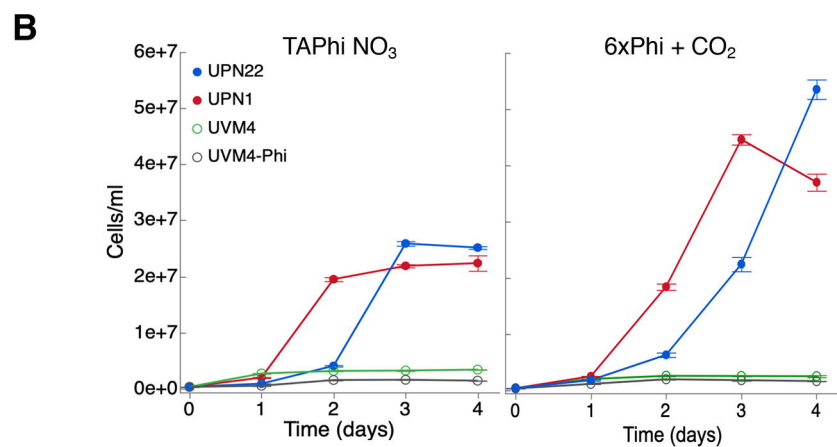 B
TAPhi NO₃
6xPhi + CO₂
6e+7
5e+7
4e+7
3e+7
2e+7
1e+7
0e+0
Cells/ml
UPN22
UPN1
UVM4
UVM4-Phi
0 1 2 3 4
Time (days)
0 1 2 3 4
Time (days)